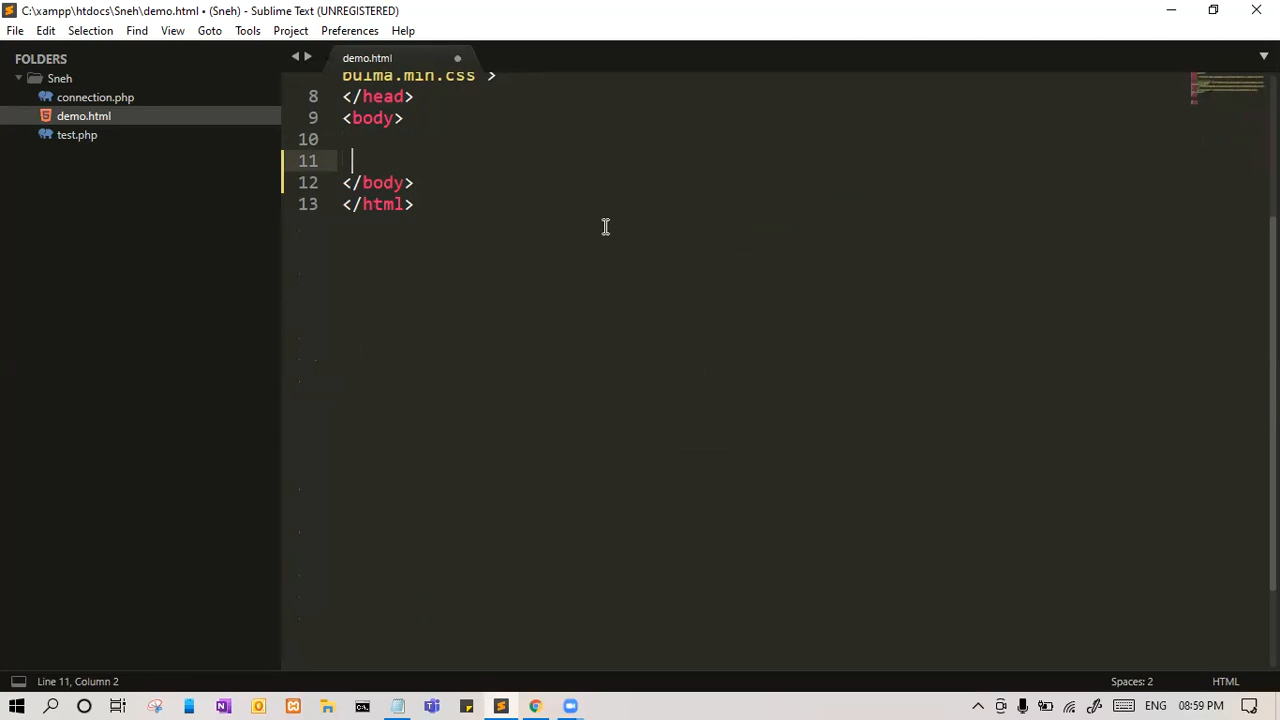 C:\xampp\htdocs\Sneh\demo.html • (Sneh) - Sublime Text (UNREGISTERED)
File Edit Selection Find View Goto Tools Project Preferences Help
FOLDERS
Sneh
connection.php
demo.html
test.php
demo.html
bulma.min.css">
8 </head>
9 <body>
10
11
12 </body>
13 </html>
Line 11, Column 2
Spaces: 2
HTML
ENG
08:59 PM